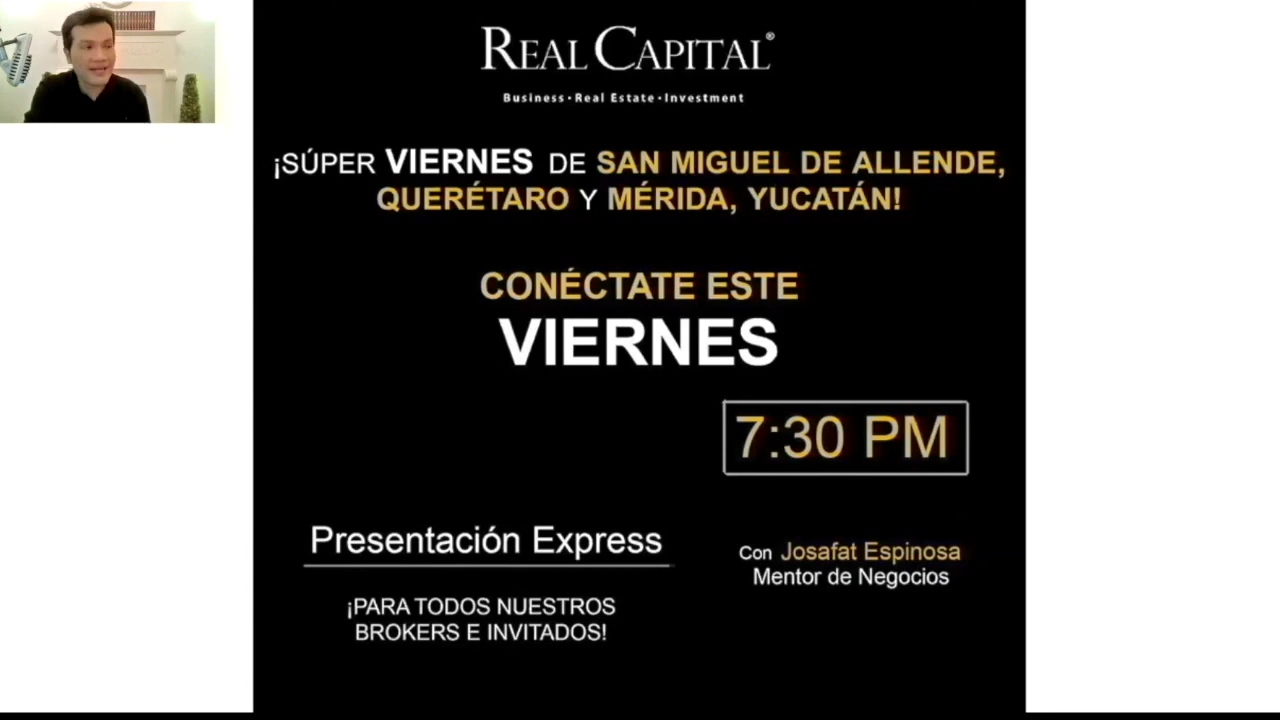 REAL CAPITAL®
Business • Real Estate • Investment
¡SÚPER VIERNES DE SAN MIGUEL DE ALLENDE,
QUERÉTARO Y MÉRIDA, YUCATÁN!
CONÉCTATE ESTE
VIERNES
7:30 PM
Presentación Express
¡PARA TODOS NUESTROS
BROKERS E INVITADOS!
Con Josafat Espinosa
Mentor de Negocios